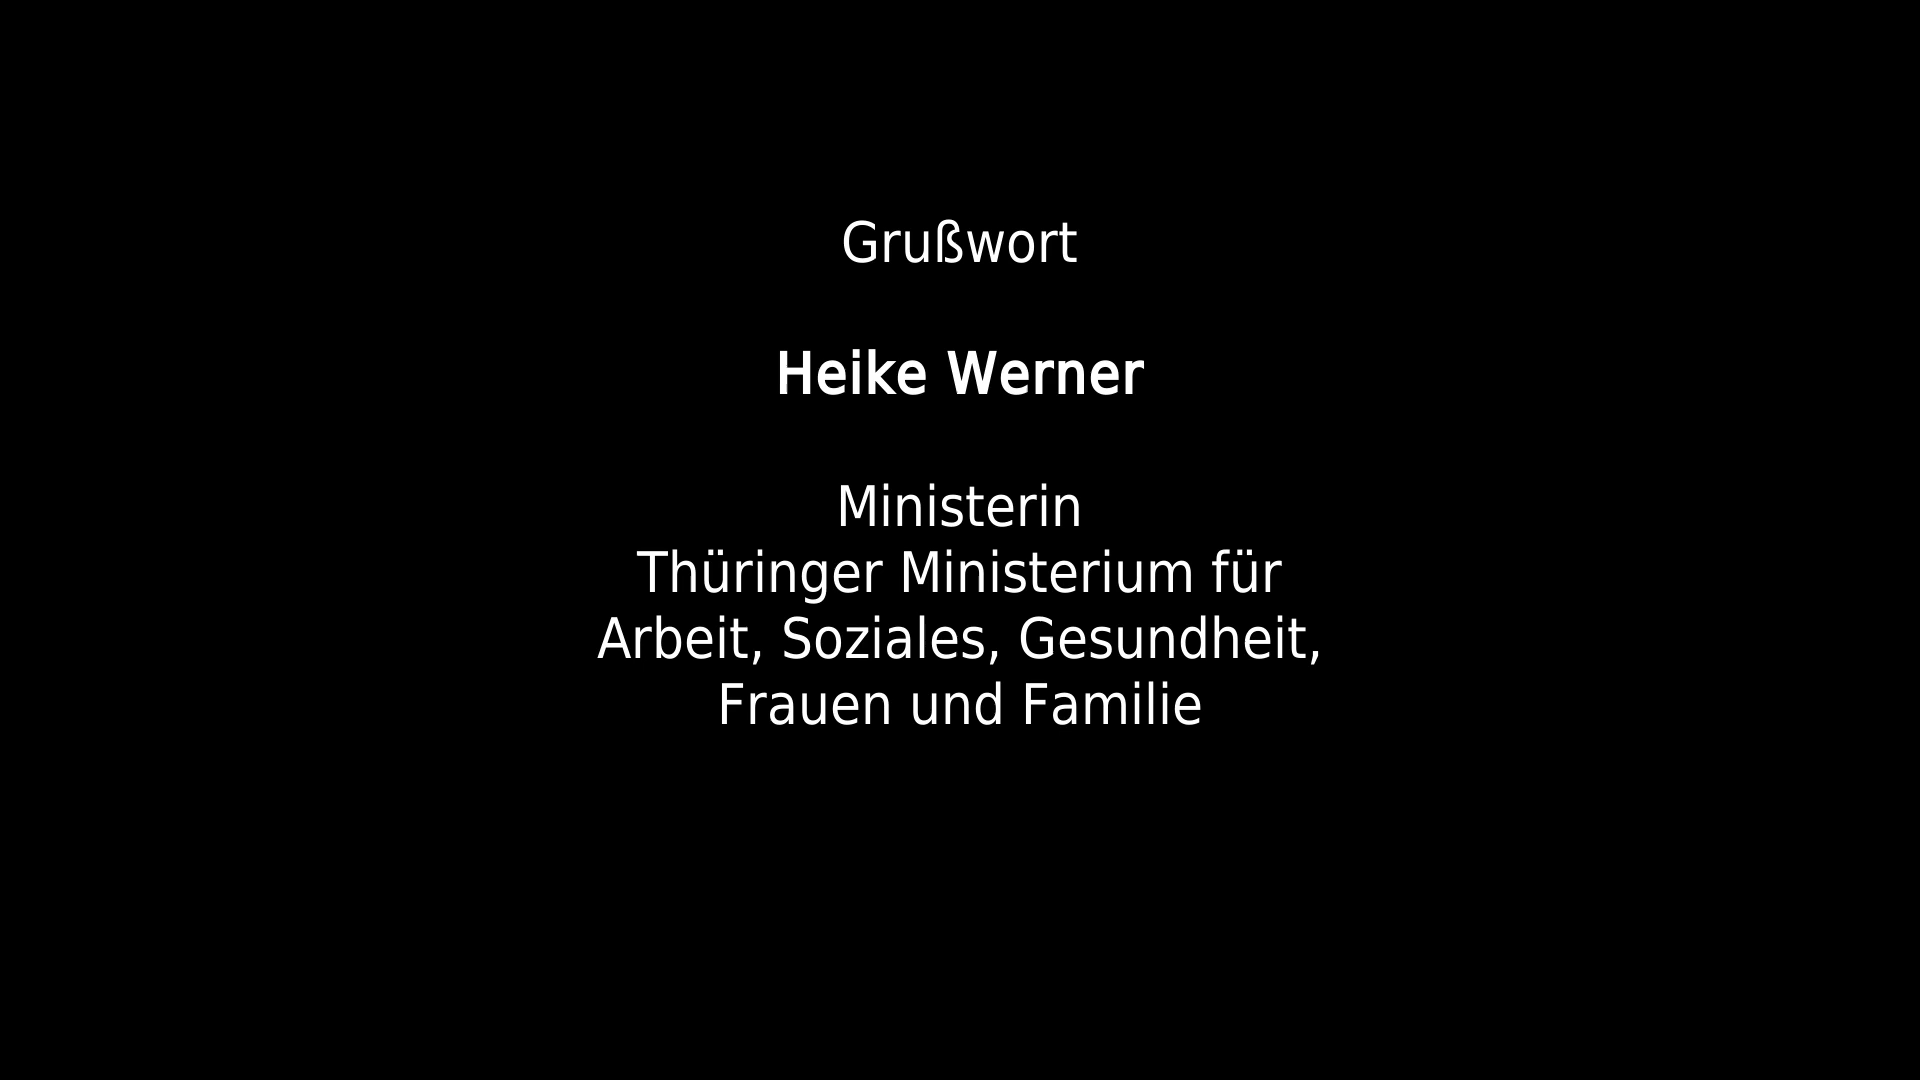 Grußwort
Heike Werner
Ministerin
Thüringer Ministerium für
Arbeit, Soziales, Gesundheit,
Frauen und Familie